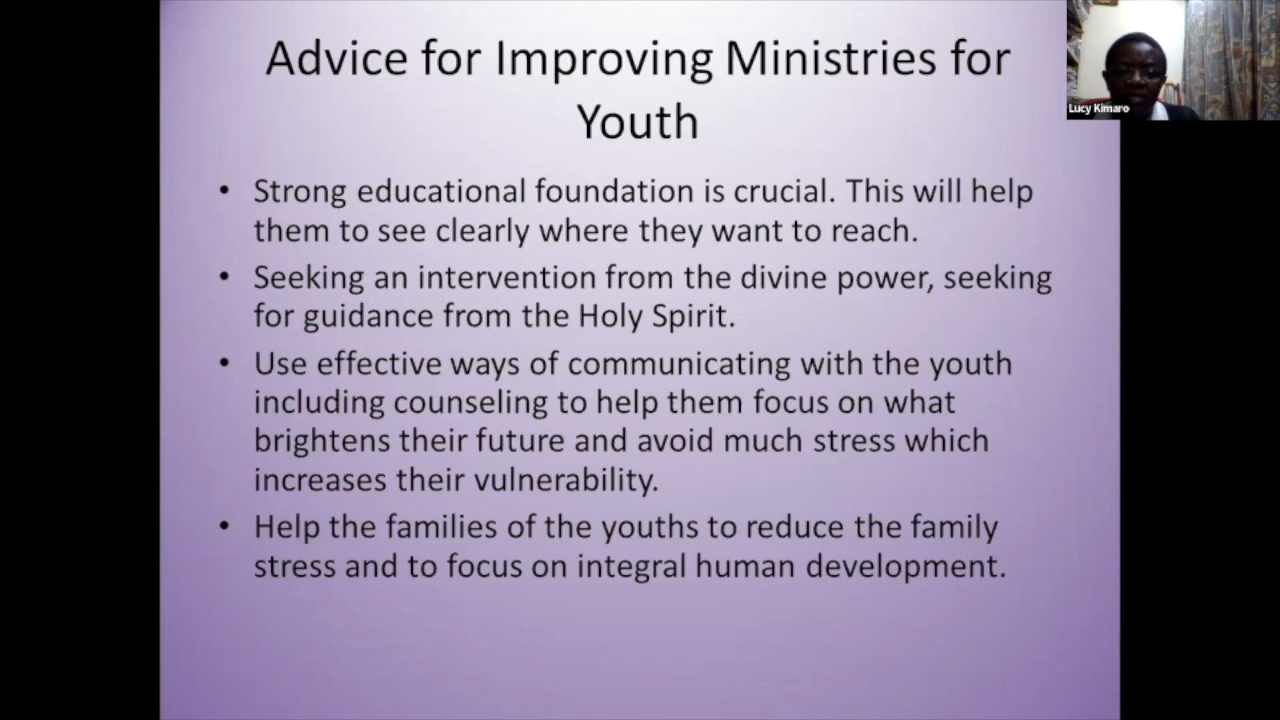 Advice for Improving Ministries for
Youth
Lucy Kimaro
• Strong educational foundation is crucial. This will help
them to see clearly where they want to reach.
• Seeking an intervention from the divine power, seeking
for guidance from the Holy Spirit.
• Use effective ways of communicating with the youth
including counseling to help them focus on what
brightens their future and avoid much stress which
increases their vulnerability.
• Help the families of the youths to reduce the family
stress and to focus on integral human development.